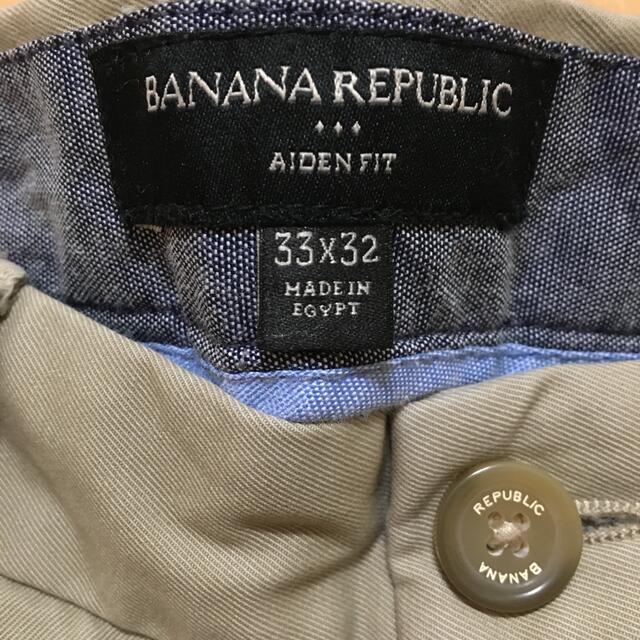 BANANA REPUBLIC
AIDEN FIT
33X32
MADE IN
EGYPT
REPUBLIC
BANANA